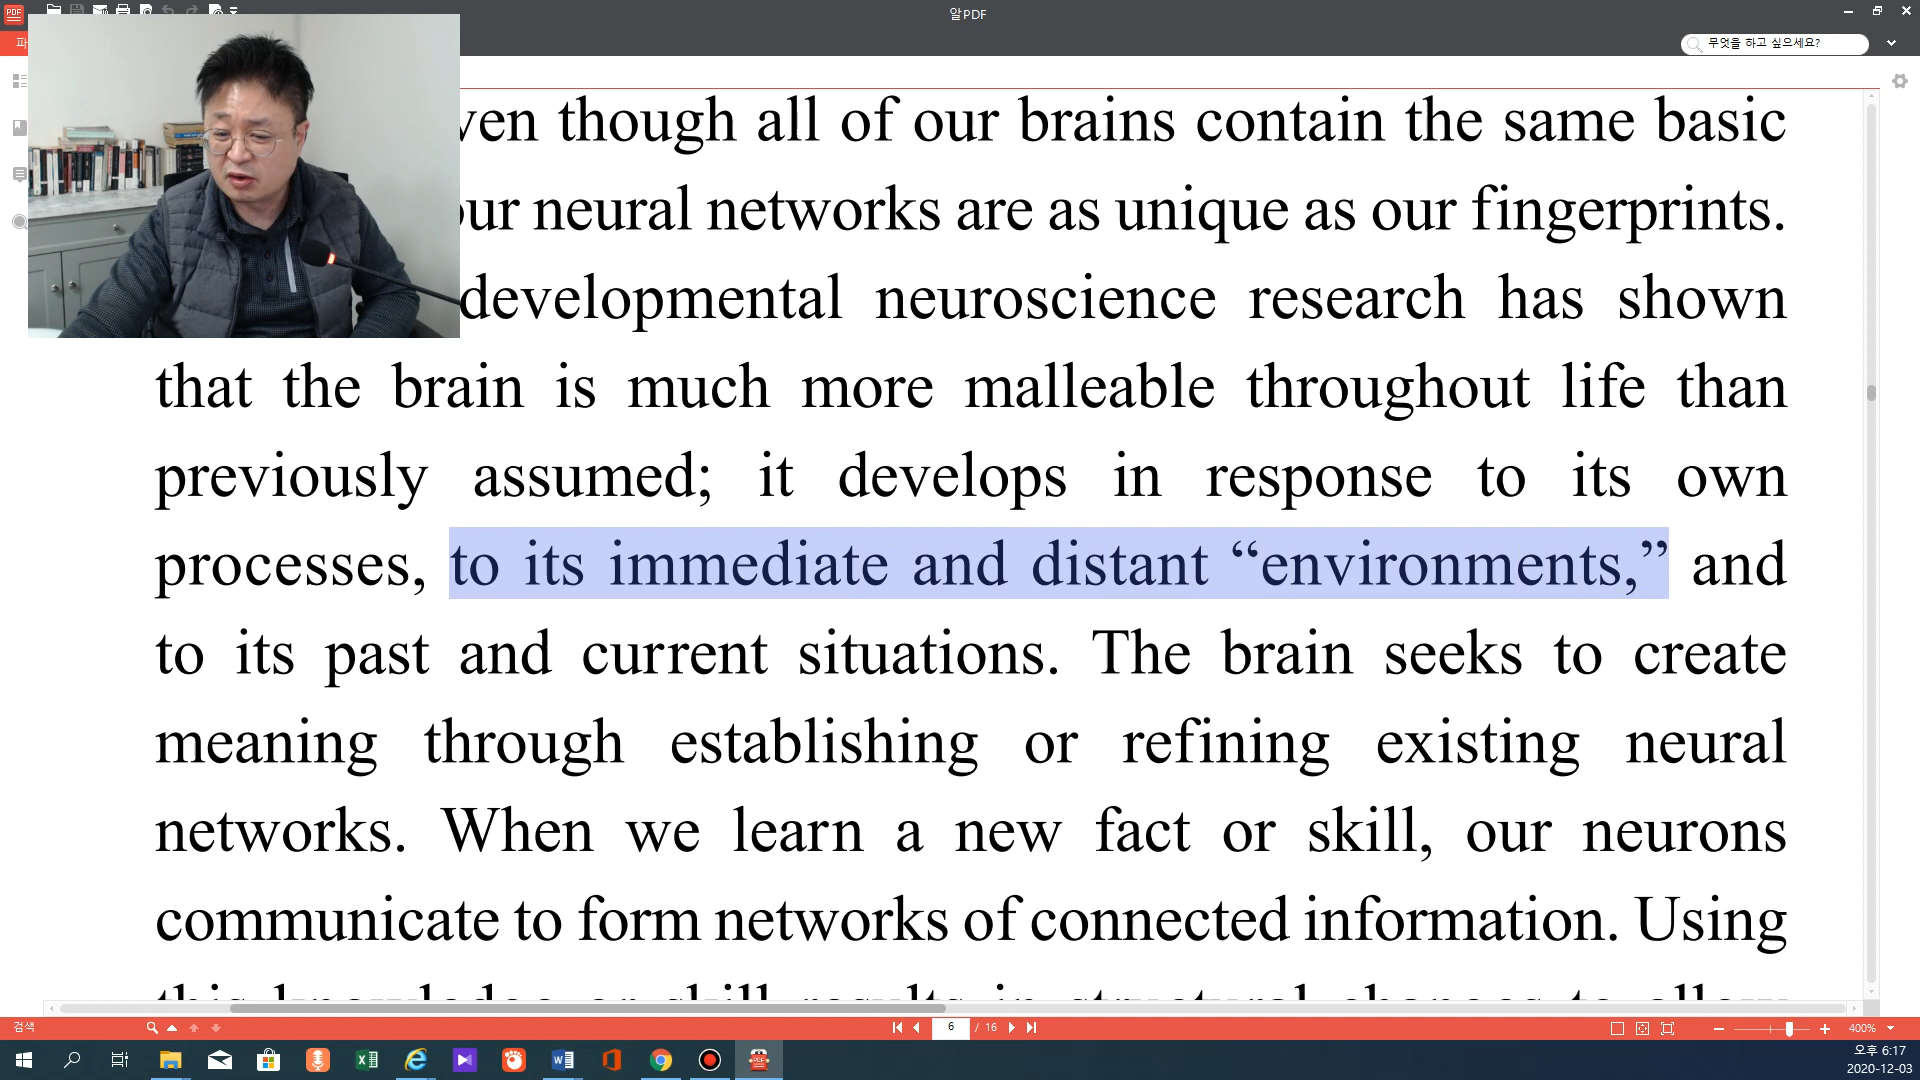 알PDF
무엇을 하고 싶으세요?
though all of our brains contain the same basic
neural networks are as unique as our fingerprints.
developmental neuroscience research has shown
that the brain is much more malleable throughout life than
previously assumed; it develops in response to its own
processes, to its immediate and distant “environments,” and
to its past and current situations. The brain seeks to create
meaning through establishing or refining existing neural
networks. When we learn a new fact or skill, our neurons
communicate to form networks of connected information. Using
검색
6 / 16
400%
오후 6:17
2020-12-03